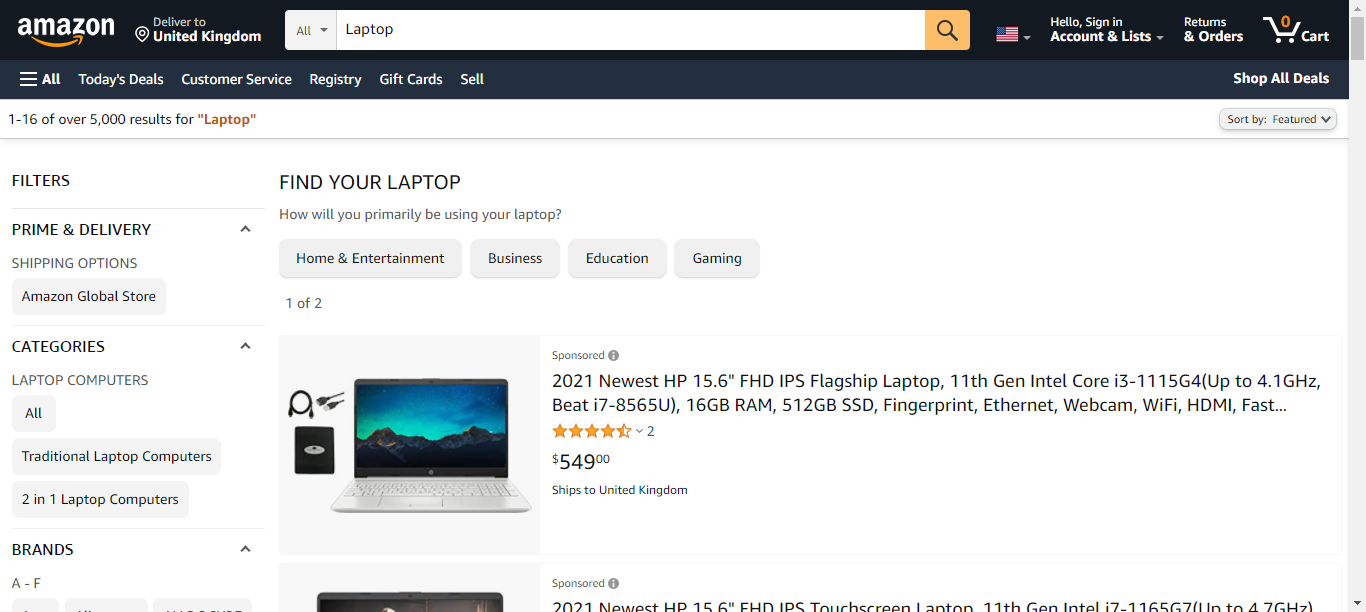 amazon
Deliver to
United Kingdom
All
Laptop
Hello, Sign in
Account & Lists
Returns
& Orders
0
Cart
All
Today's Deals
Customer Service
Registry
Gift Cards
Sell
Shop All Deals
1-16 of over 5,000 results for "Laptop"
Sort by: Featured
FILTERS
PRIME & DELIVERY
SHIPPING OPTIONS
Amazon Global Store
CATEGORIES
LAPTOP COMPUTERS
All
Traditional Laptop Computers
2 in 1 Laptop Computers
BRANDS
A - F
FIND YOUR LAPTOP
How will you primarily be using your laptop?
Home & Entertainment
Business
Education
Gaming
1 of 2
Sponsored
2021 Newest HP 15.6" FHD IPS Flagship Laptop, 11th Gen Intel Core i3-1115G4(Up to 4.1GHz,
Beat i7-8565U), 16GB RAM, 512GB SSD, Fingerprint, Ethernet, Webcam, WiFi, HDMI, Fast...
2
$54900
Ships to United Kingdom
Sponsored
2021 Newest HP 15.6" FHD IPS Touchscreen Laptop, 11th Gen Intel i7-1165G7(Up to 4.7GHz)